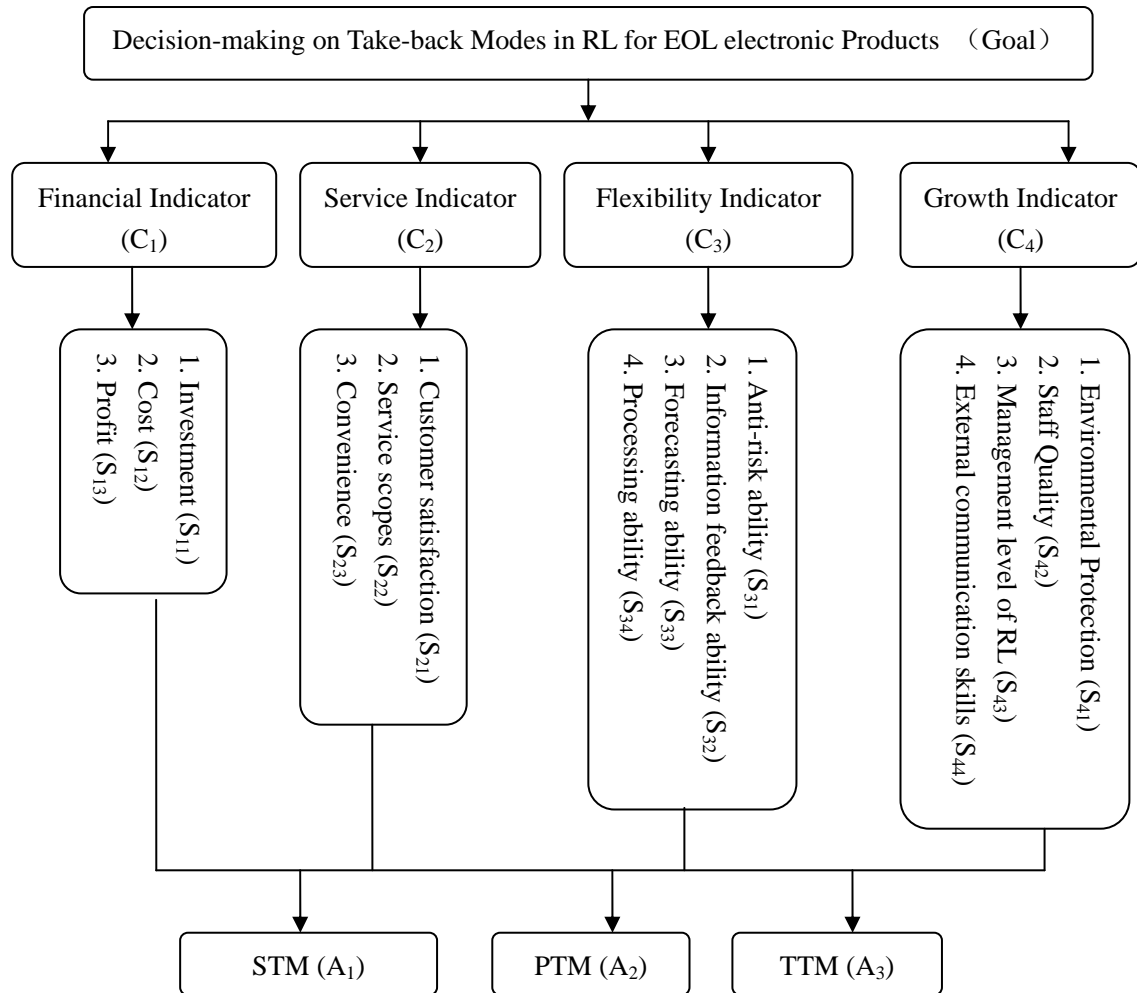 Decision-making on Take-back Modes in RL for EOL electronic Products （Goal）
Financial Indicator
(C₁)
Service Indicator
(C₂)
Flexibility Indicator
(C₃)
Growth Indicator
(C₄)
1. Investment (S₁₁)
2. Cost (S₁₂)
3. Profit (S₁₃)
1. Customer satisfaction (S₂₁)
2. Service scopes (S₂₂)
3. Convenience (S₂₃)
1. Anti-risk ability (S₃₁)
2. Information feedback ability (S₃₂)
3. Forecasting ability (S₃₃)
4. Processing ability (S₃₄)
1. Environmental Protection (S₄₁)
2. Staff Quality (S₄₂)
3. Management level of RL (S₄₃)
4. External communication skills (S₄₄)
STM (A₁)
PTM (A₂)
TTM (A₃)